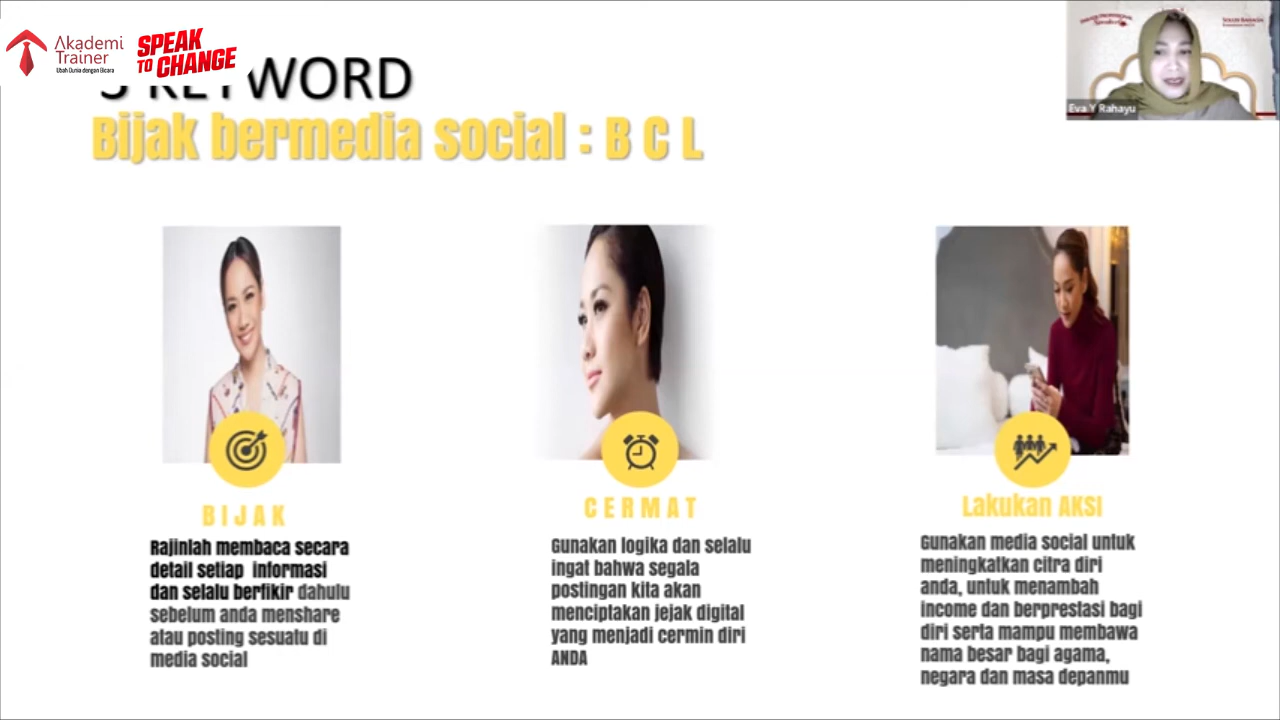 Akademi
Trainer
Ubah Dunia dengan Bicara
SPEAK
TO CHANGE
3 KEYWORD
Bijak bermedia social : B C L
Eva Y Rahayu
BIJAK
Rajinlah membaca secara
detail setiap informasi
dan selalu berfikir dahulu
sebelum anda menshare
atau posting sesuatu di
media social
CERMAT
Gunakan logika dan selalu
ingat bahwa segala
postingan kita akan
menciptakan jejak digital
yang menjadi cermin diri
ANDA
Lakukan AKSI
Gunakan media social untuk
meningkatkan citra diri
anda, untuk menambah
income dan berprestasi bagi
diri serta mampu membawa
nama besar bagi agama,
negara dan masa depanmu